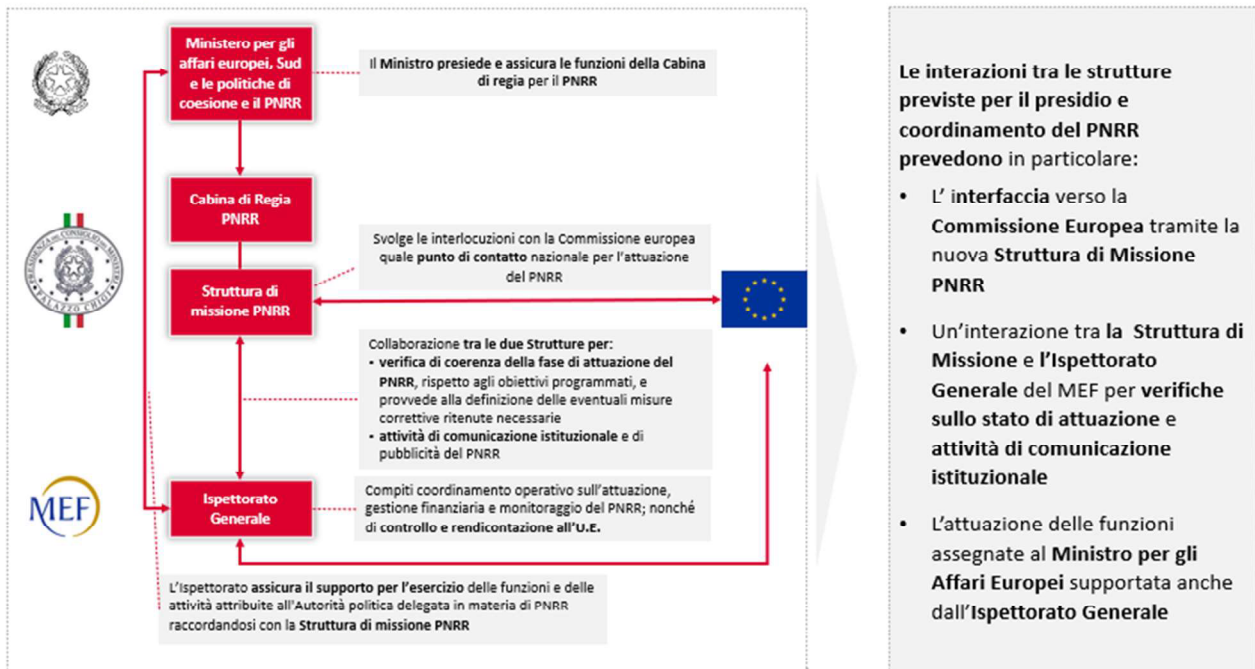 Ministero per gli
affari europei, Sud
e le politiche di
coesione e il PNRR
Il Ministro presiede e assicura le funzioni della Cabina
di regia per il PNRR
Cabina di Regia
PNRR
PRESIDENZA DEL CONSIGLIO DEI MINISTRI
PALAZZO CHIGI
Svolge le interlocuzioni con la Commissione europea
quale punto di contatto nazionale per l'attuazione
del PNRR
Struttura di
missione PNRR
Collaborazione tra le due Strutture per:
• verifica di coerenza della fase di attuazione del
PNRR, rispetto agli obiettivi programmati, e
provvede alla definizione delle eventuali misure
correttive ritenute necessarie
• attività di comunicazione istituzionale e di
pubblicità del PNRR
MEF
Ispettorato
Generale
Compiti coordinamento operativo sull'attuazione,
gestione finanziaria e monitoraggio del PNRR; nonché
di controllo e rendicontazione all'U.E.
L'Ispettorato assicura il supporto per l'esercizio delle funzioni e delle
attività attribuite all'Autorità politica delegata in materia di PNRR
raccordandosi con la Struttura di missione PNRR
Le interazioni tra le strutture
previste per il presidio e
coordinamento del PNRR
prevedono in particolare:
• L' interfaccia verso la
Commissione Europea tramite la
nuova Struttura di Missione
PNRR
• Un'interazione tra la Struttura di
Missione e l'Ispettorato
Generale del MEF per verifiche
sullo stato di attuazione e
attività di comunicazione
istituzionale
• L'attuazione delle funzioni
assegnate al Ministro per gli
Affari Europei supportata anche
dall'Ispettorato Generale